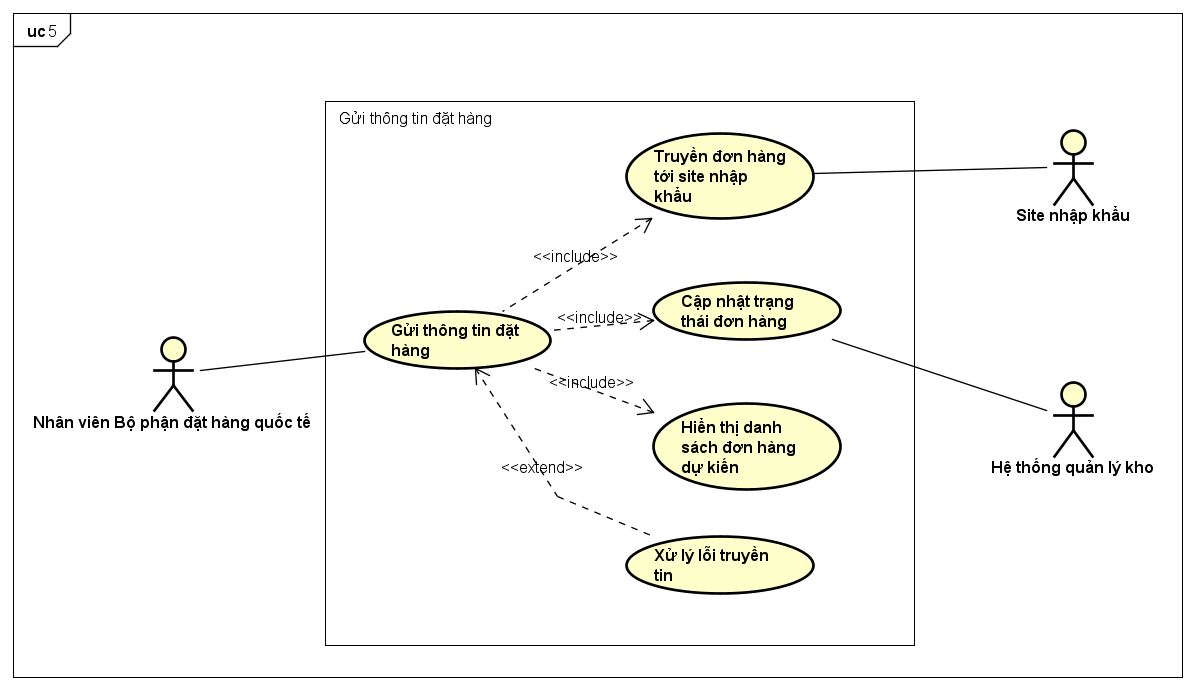 uc 5
Gửi thông tin đặt hàng
Truyền đơn hàng
tới site nhập
khẩu
Site nhập khẩu
<<include>>
Cập nhật trạng
thái đơn hàng
<<include>>
Gửi thông tin đặt
hàng
<<include>>
Nhân viên Bộ phận đặt hàng quốc tế
Hiển thị danh
sách đơn hàng
dự kiến
Hệ thống quản lý kho
<<extend>>
Xử lý lỗi truyền
tin